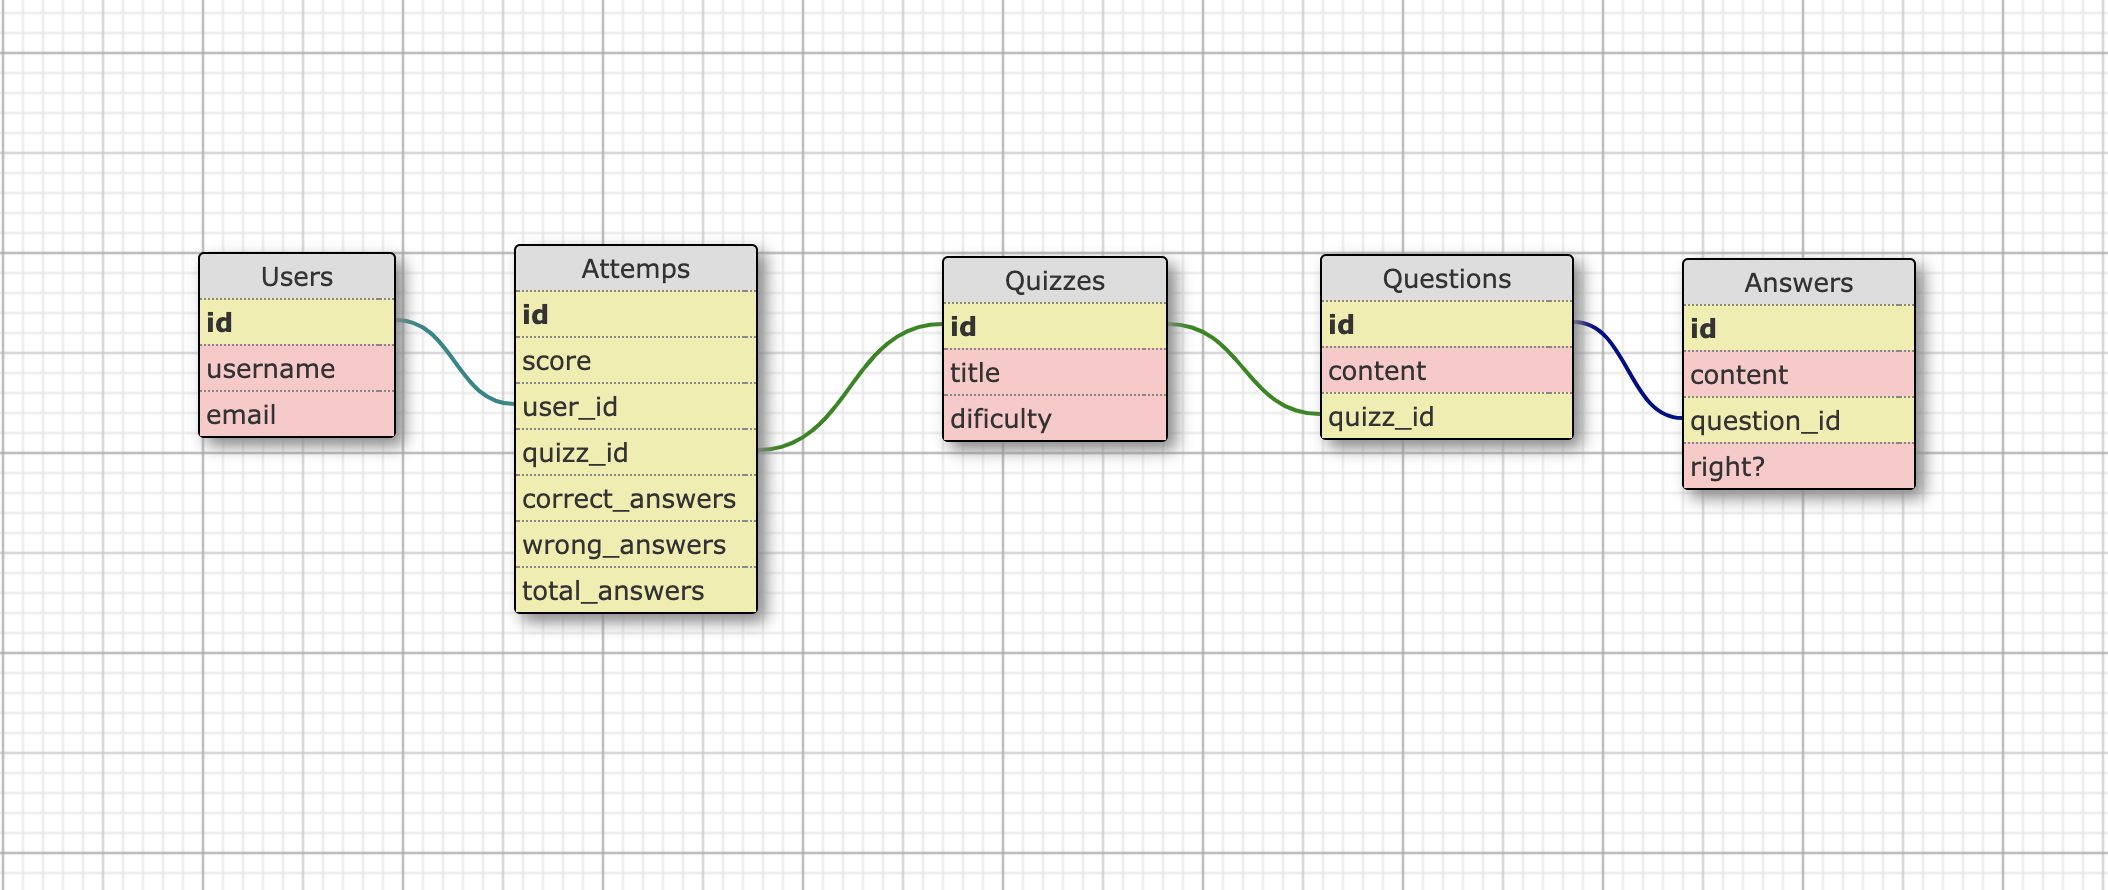 Users
id
username
email
Attemps
id
score
user_id
quizz_id
correct_answers
wrong_answers
total_answers
Quizzes
id
title
dificulty
Questions
id
content
quizz_id
Answers
id
content
question_id
right?